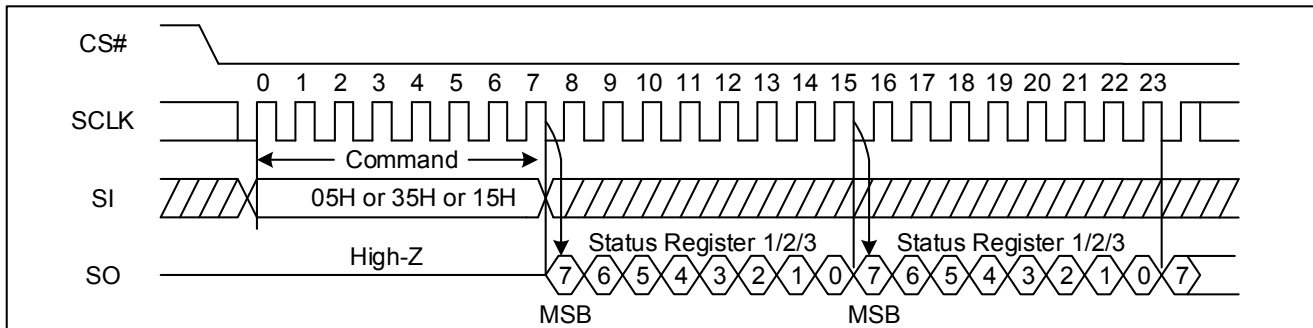 CS#
0 1 2 3 4 5 6 7 8 9 10 11 12 13 14 15 16 17 18 19 20 21 22 23
SCLK
Command
SI
05H or 35H or 15H
High-Z
Status Register 1/2/3 Status Register 1/2/3
SO
7 6 5 4 3 2 1 0 7 6 5 4 3 2 1 0 7
MSB MSB